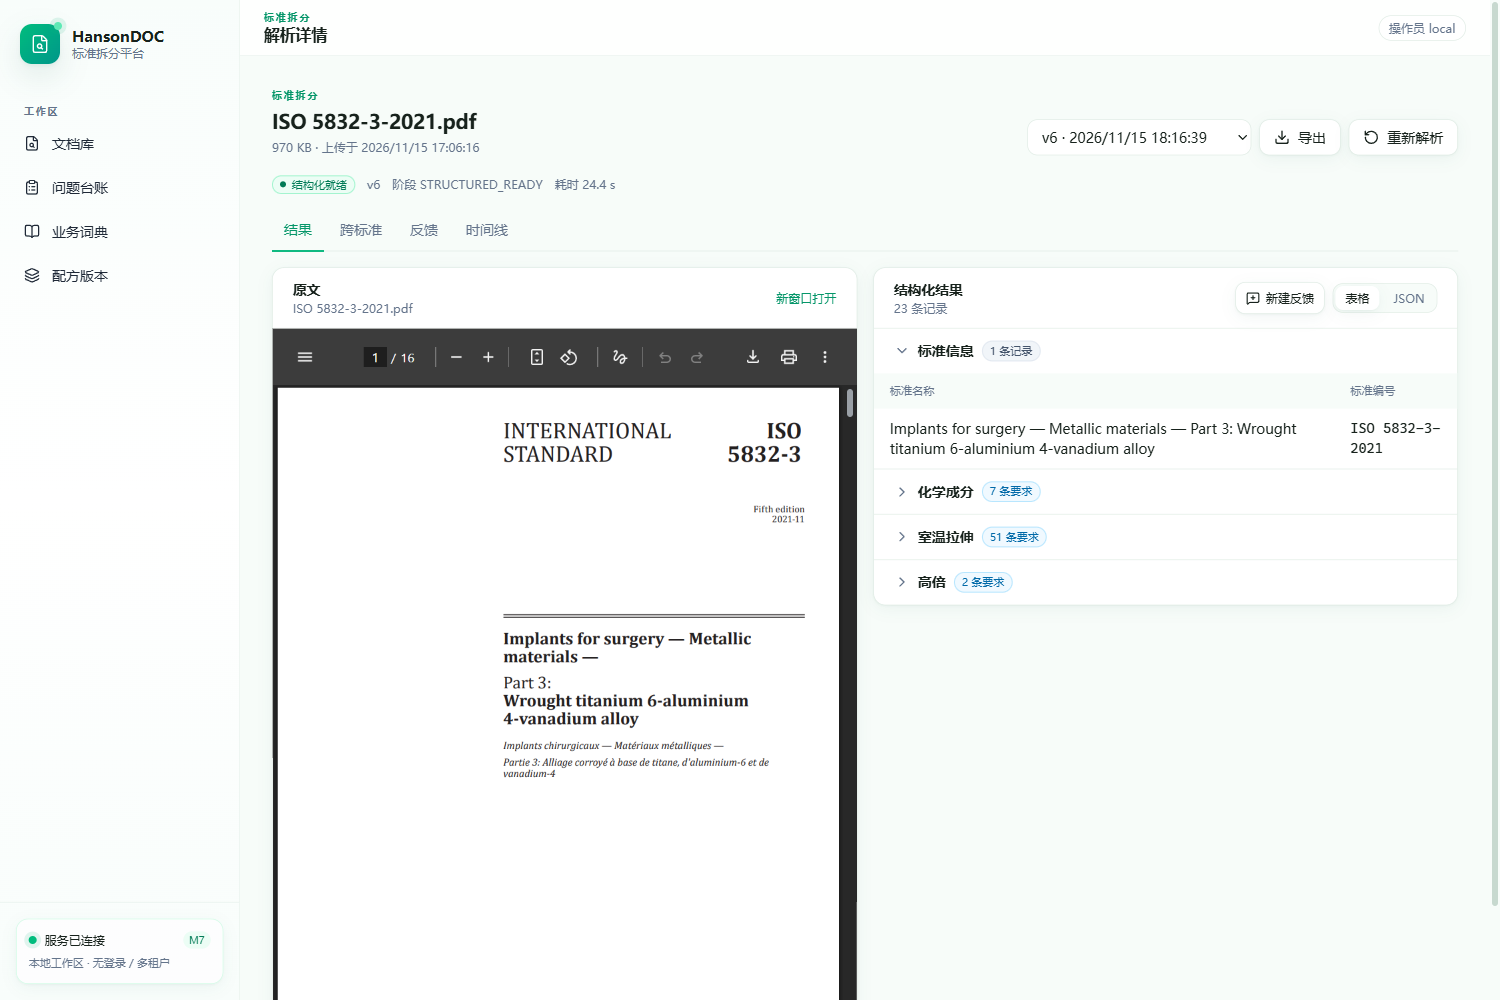 HansonDOC
标准拆分平台
工作区
文档库
问题台账
业务词典
配方版本
服务已连接
M7
本地工作区 · 无登录 / 多租户
标准拆分
解析详情
操作员 local
标准拆分
ISO 5832-3-2021.pdf
970 KB · 上传于 2026/11/15 17:06:16
v6 · 2026/11/15 18:16:39
导出
重新解析
结构化就绪 v6 阶段 STRUCTURED_READY 耗时 24.4 s
结果 跨标准 反馈 时间线
原文
ISO 5832-3-2021.pdf
新窗口打开
1 / 16
INTERNATIONAL
STANDARD
ISO
5832-3
Fifth edition
2021-11
Implants for surgery — Metallic
materials —
Part 3:
Wrought titanium 6-aluminium
4-vanadium alloy
Implants chirurgicaux — Matériaux métalliques —
Partie 3: Alliage corroyé à base de titane, d'aluminium-6 et de
vanadium-4
结构化结果
23 条记录
新建反馈
表格 JSON
标准信息 1 条记录
标准名称 标准编号
Implants for surgery — Metallic materials — Part 3: Wrought
titanium 6-aluminium 4-vanadium alloy
ISO 5832-3-
2021
化学成分 7 条要求
室温拉伸 51 条要求
高倍 2 条要求